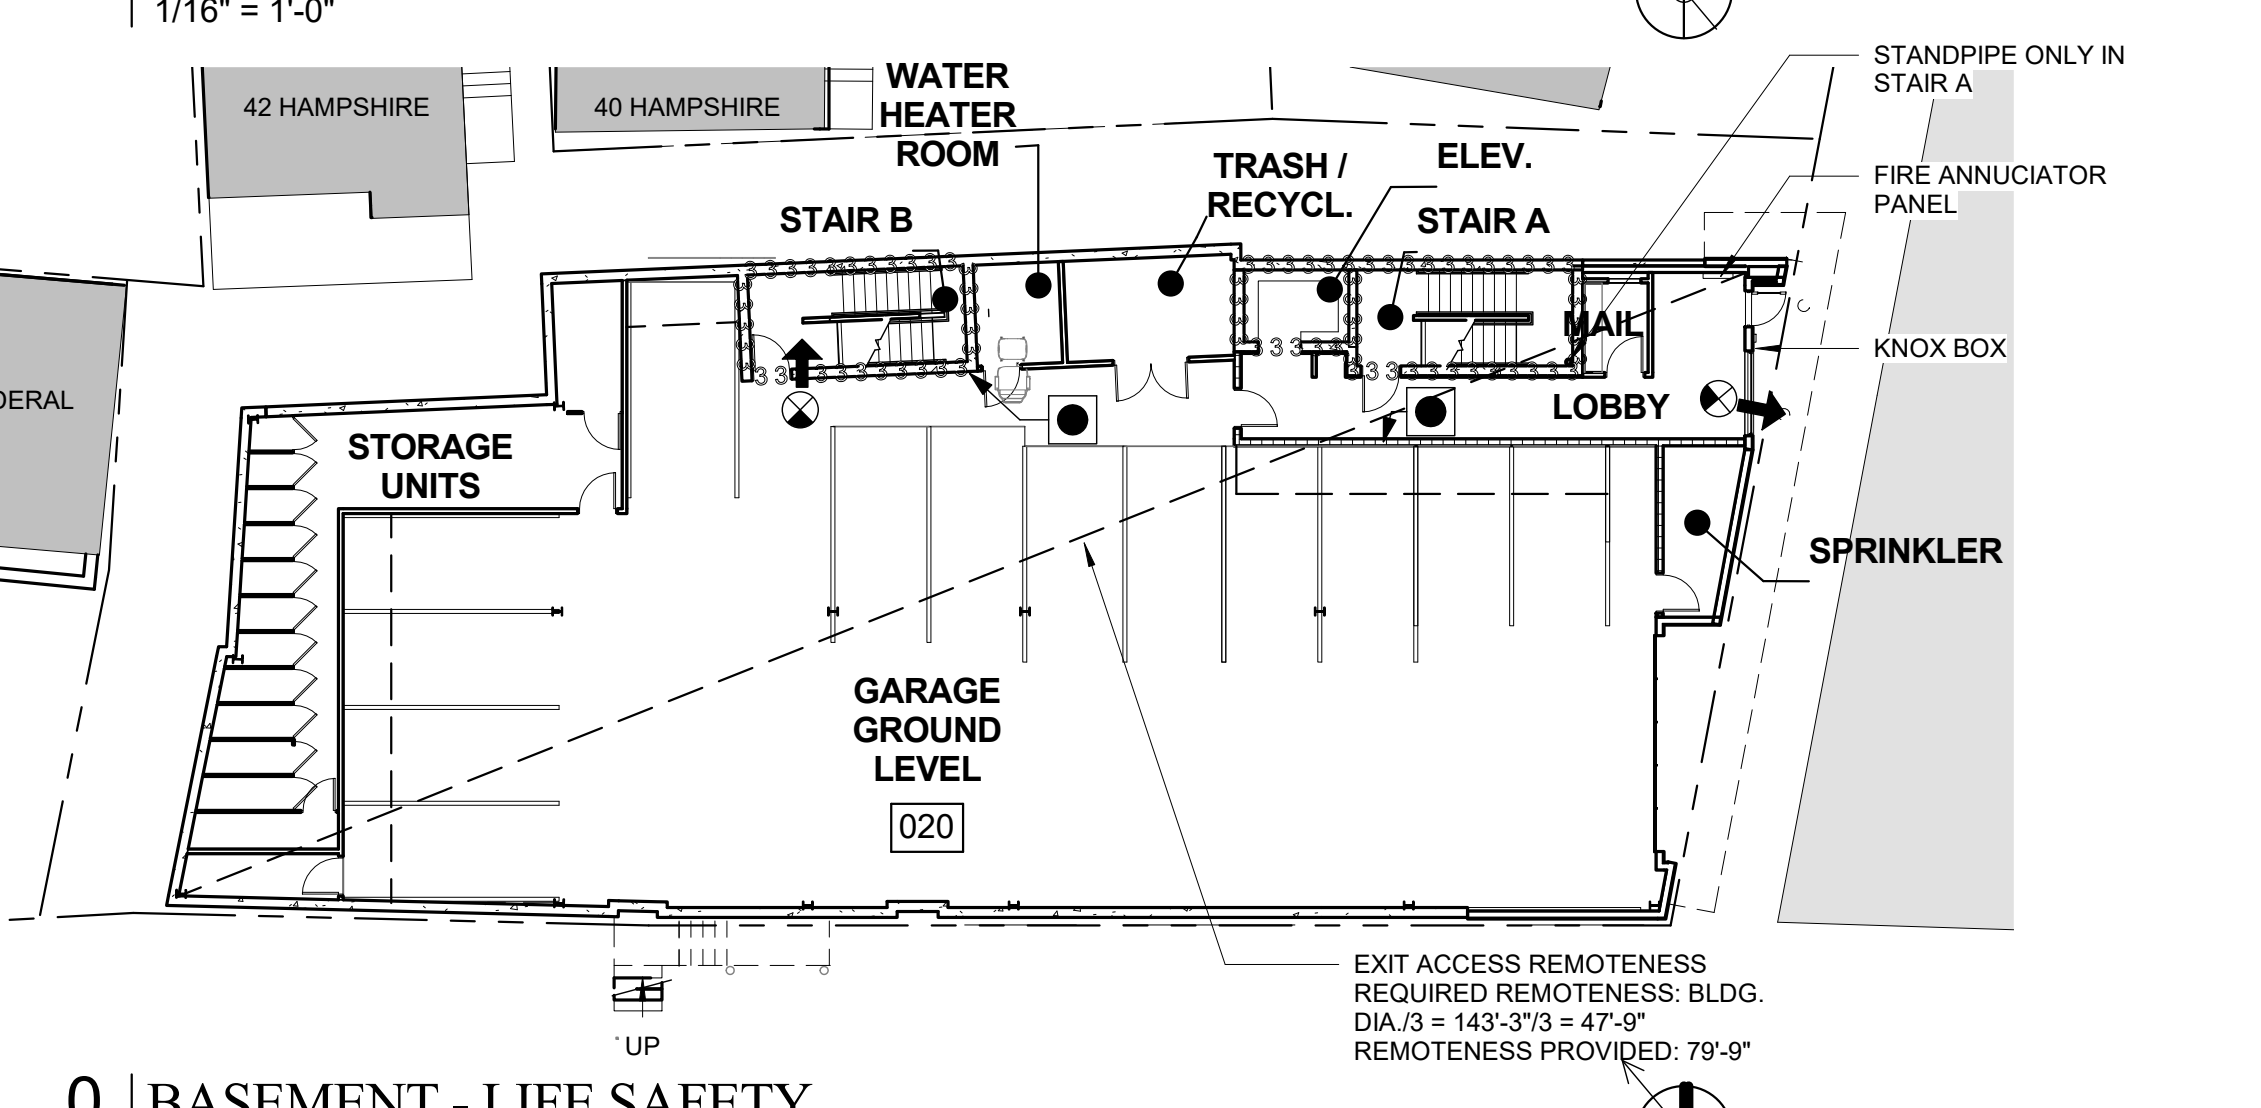 1/16" = 1'-0"
STANDPIPE ONLY IN
STAIR A
42 HAMPSHIRE
40 HAMPSHIRE
WATER
HEATER
ROOM
TRASH /
RECYCL.
ELEV.
FIRE ANNUCIATOR
PANEL
STAIR B
STAIR A
MAIL
KNOX BOX
DERAL
LOBBY
STORAGE
UNITS
SPRINKLER
GARAGE
GROUND
LEVEL
020
EXIT ACCESS REMOTENESS
REQUIRED REMOTENESS: BLDG.
DIA./3 = 143'-3"/3 = 47'-9"
REMOTENESS PROVIDED: 79'-9"
UP
0
BASEMENT - LIFE SAFETY